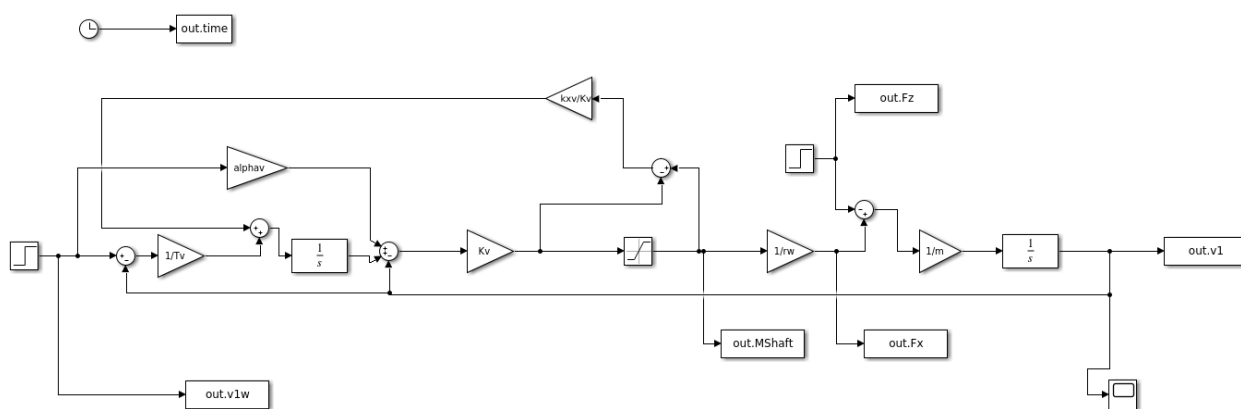 out.time
kxv/Kv
out.Fz
alphav
1/Tv
1
s
Kv
1/rw
1/m
1
s
out.v1
out.MShaft
out.Fx
out.v1w